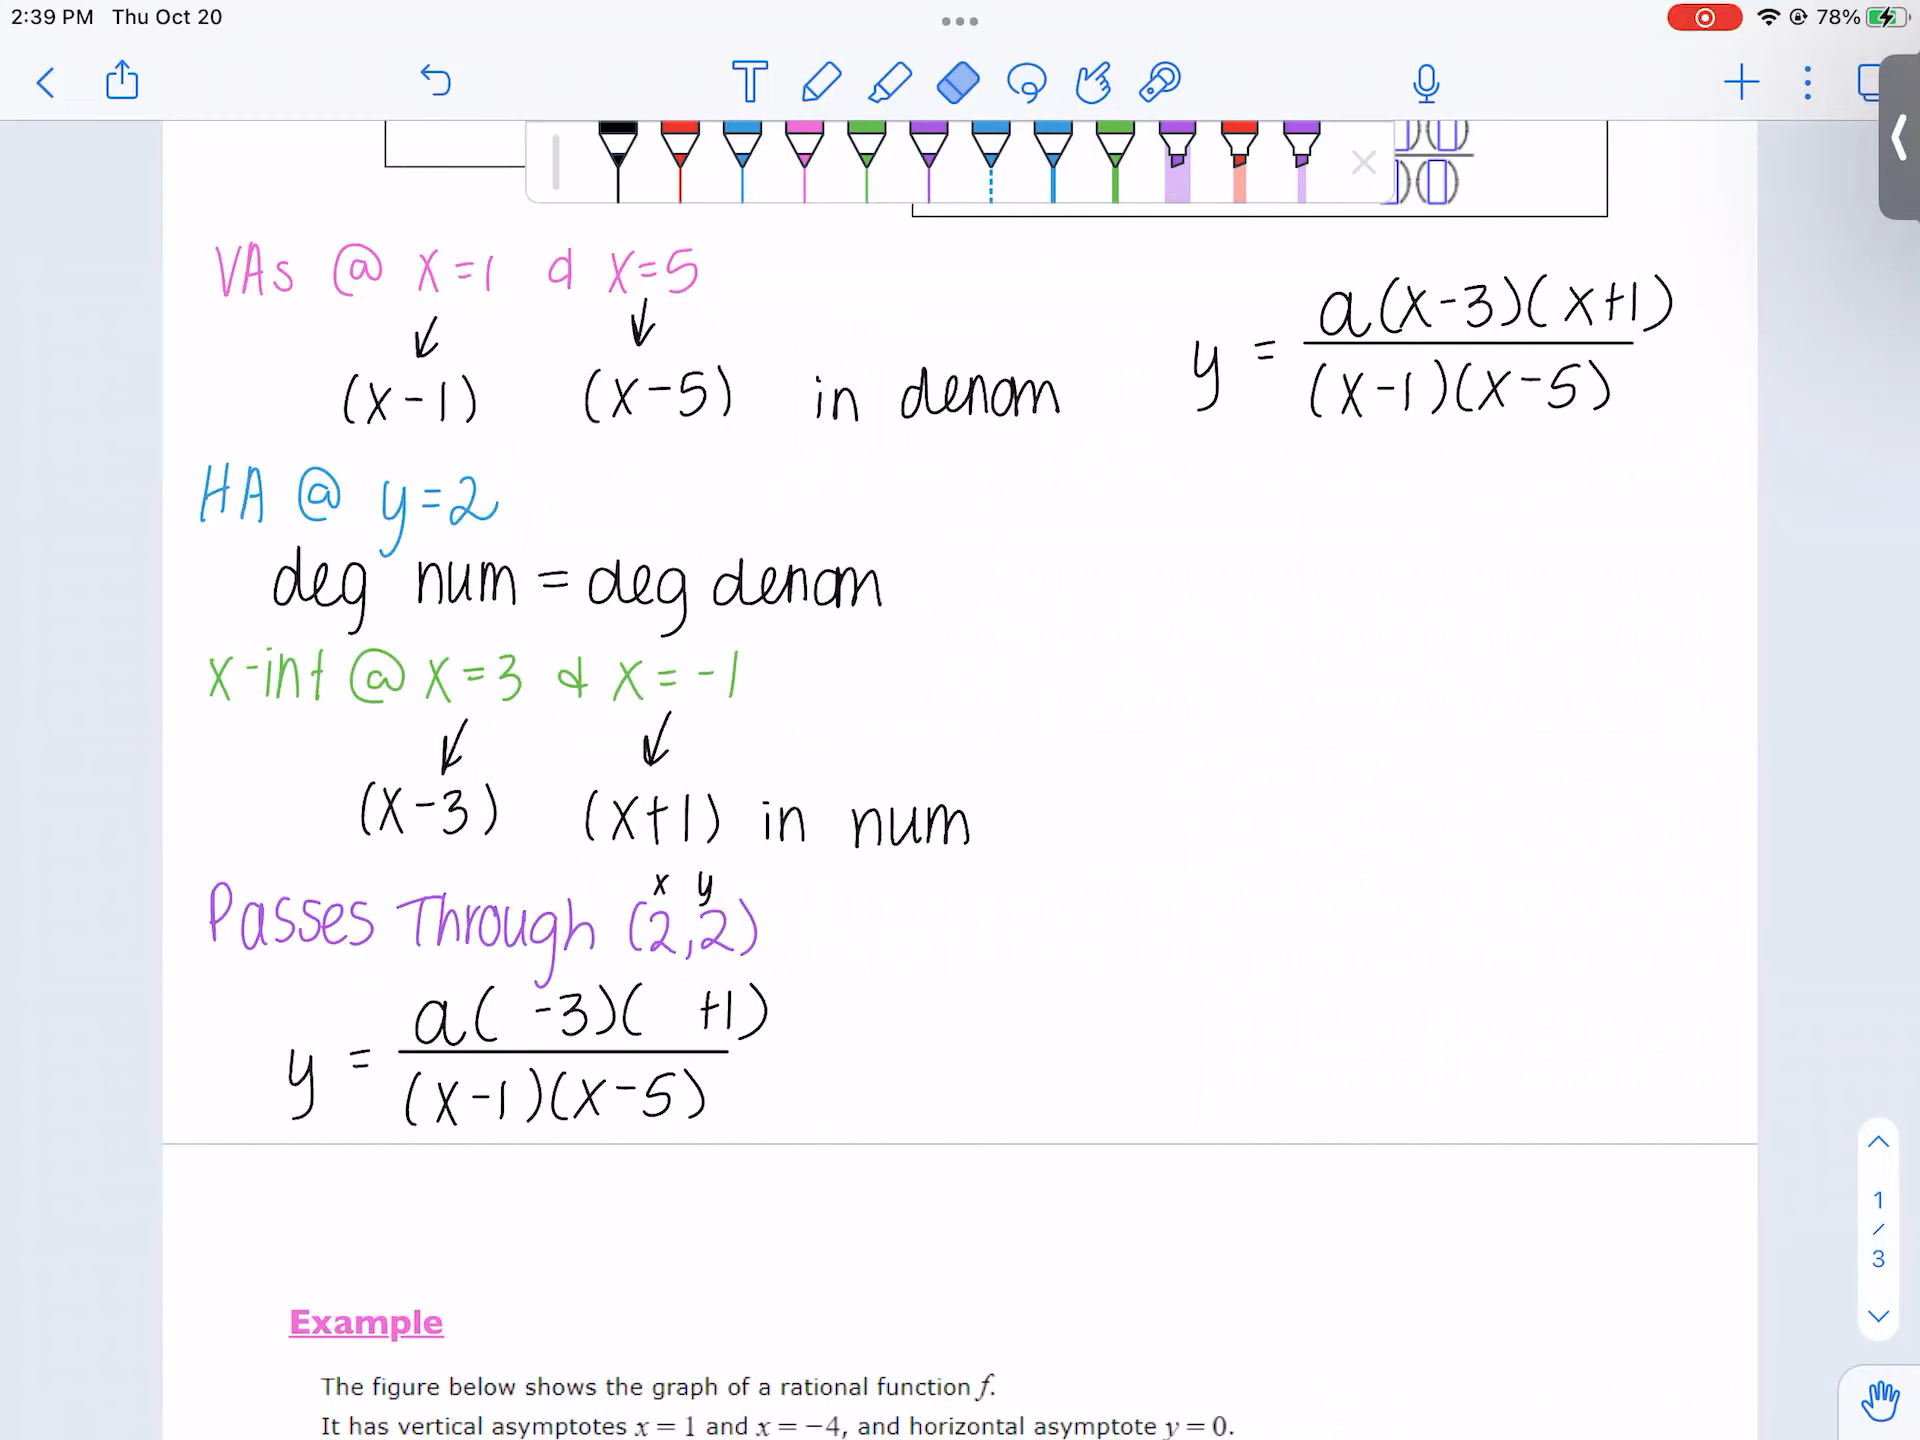 2:39 PM Thu Oct 20
78%
VAs @ x=1 & x=5
(x-1) (x-5) in denom
y = a(x-3)(x+1)
(x-1)(x-5)
HA @ y=2
deg num = deg denom
x-int @ x=3 & x=-1
(x-3) (x+1) in num
x y
Passes Through (2,2)
y = a( -3)( +1)
(x-1)(x-5)
1
/
3
Example
The figure below shows the graph of a rational function f.
It has vertical asymptotes x = 1 and x = −4, and horizontal asymptote y = 0.